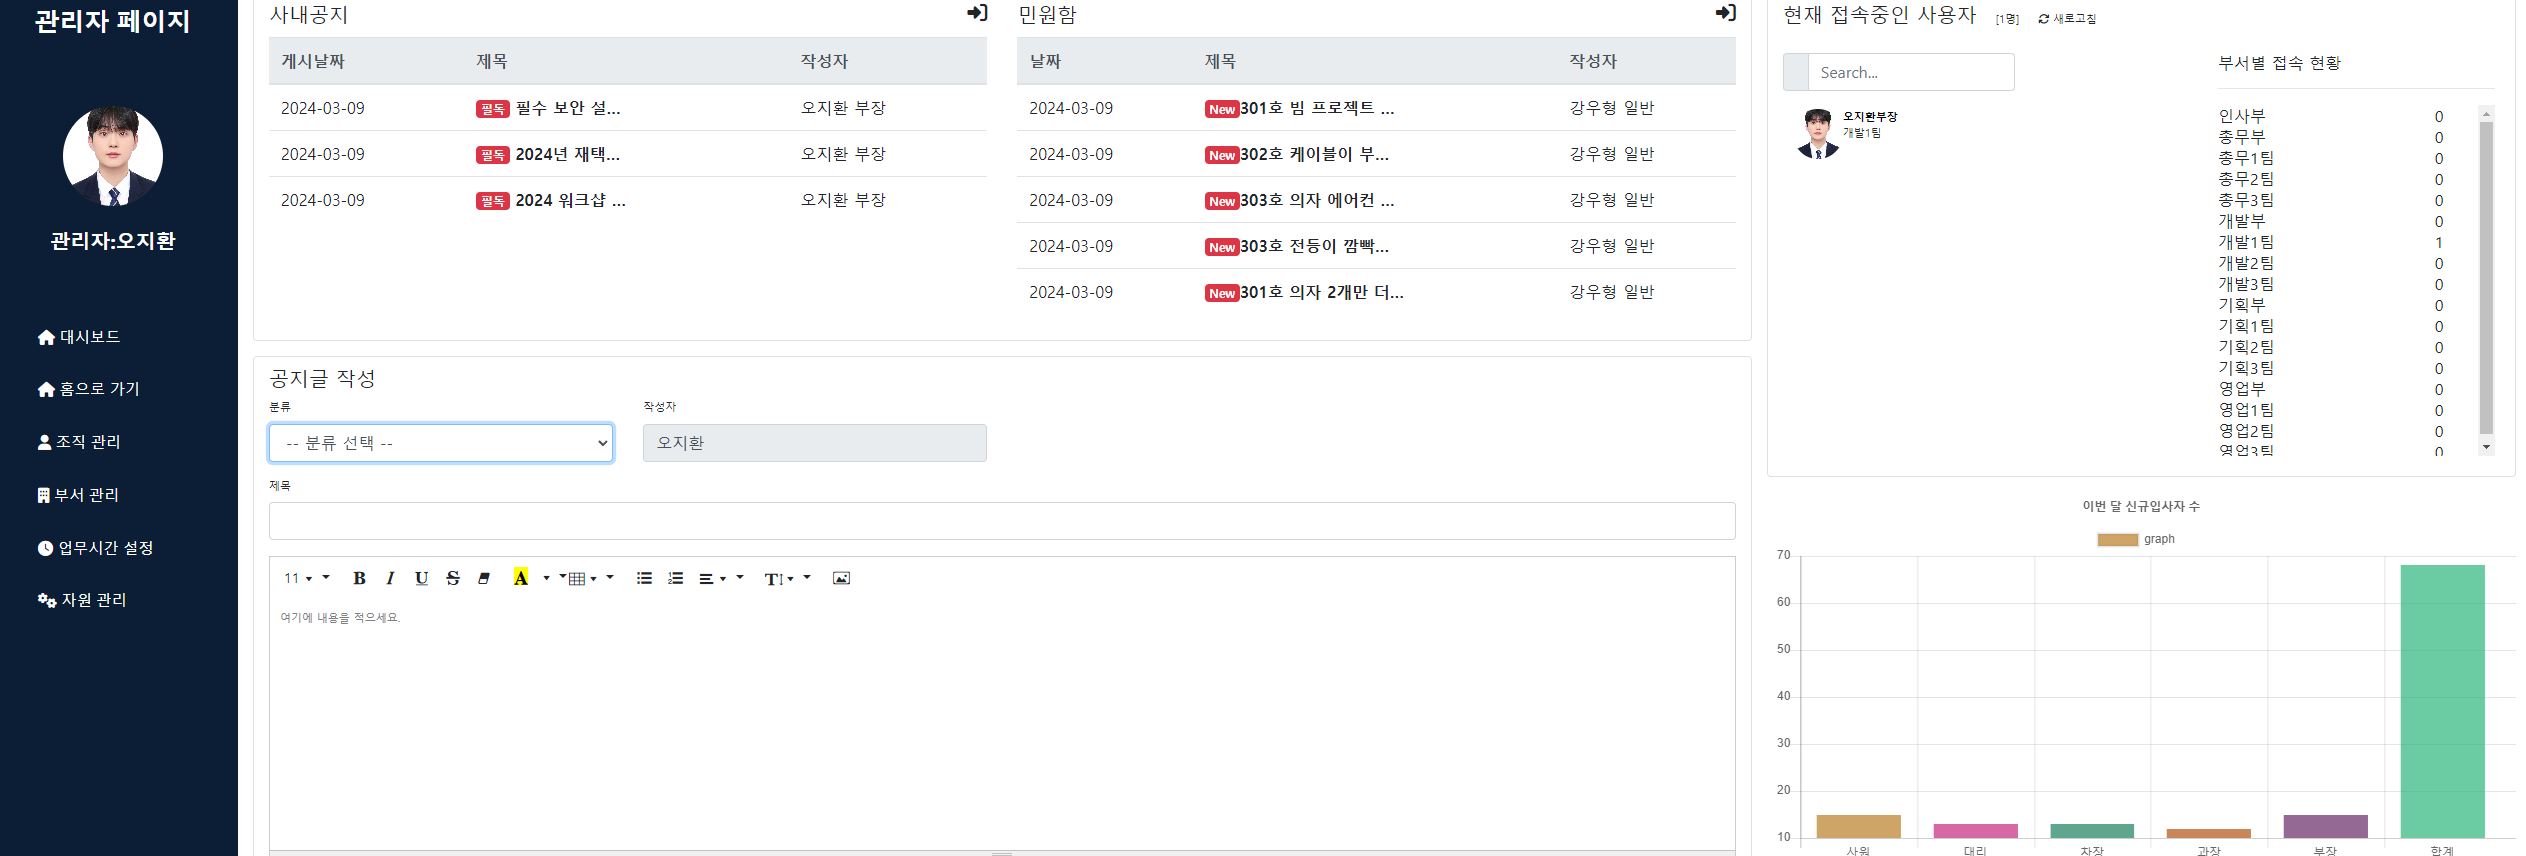 관리자 페이지
관리자:오지환
대시보드
홈으로 가기
조직 관리
부서 관리
업무시간 설정
자원 관리
사내공지
게시날짜 제목 작성자
2024-03-09 필독 필수 보안 설... 오지환 부장
2024-03-09 필독 2024년 재택... 오지환 부장
2024-03-09 필독 2024 워크샵 ... 오지환 부장
민원함
날짜 제목 작성자
2024-03-09 New 301호 빔 프로젝트 ... 강우형 일반
2024-03-09 New 302호 케이블이 부... 강우형 일반
2024-03-09 New 303호 의자 에어컨 ... 강우형 일반
2024-03-09 New 303호 전등이 깜빡... 강우형 일반
2024-03-09 New 301호 의자 2개만 더... 강우형 일반
공지글 작성
분류 작성자
-- 분류 선택 -- 오지환
제목
11 B I U S A T
여기에 내용을 적으세요.
현재 접속중인 사용자 [1명] 새로고침
Search...
오지환부장
개발1팀
부서별 접속 현황
인사부 0
총무부 0
총무1팀 0
총무2팀 0
총무3팀 0
개발부 0
개발1팀 1
개발2팀 0
개발3팀 0
기획부 0
기획1팀 0
기획2팀 0
기획3팀 0
영업부 0
영업1팀 0
영업2팀 0
영업3팀 0
이번 달 신규입사자 수
graph
70
60
50
40
30
20
10
사원 대리 차장 과장 부장 합계